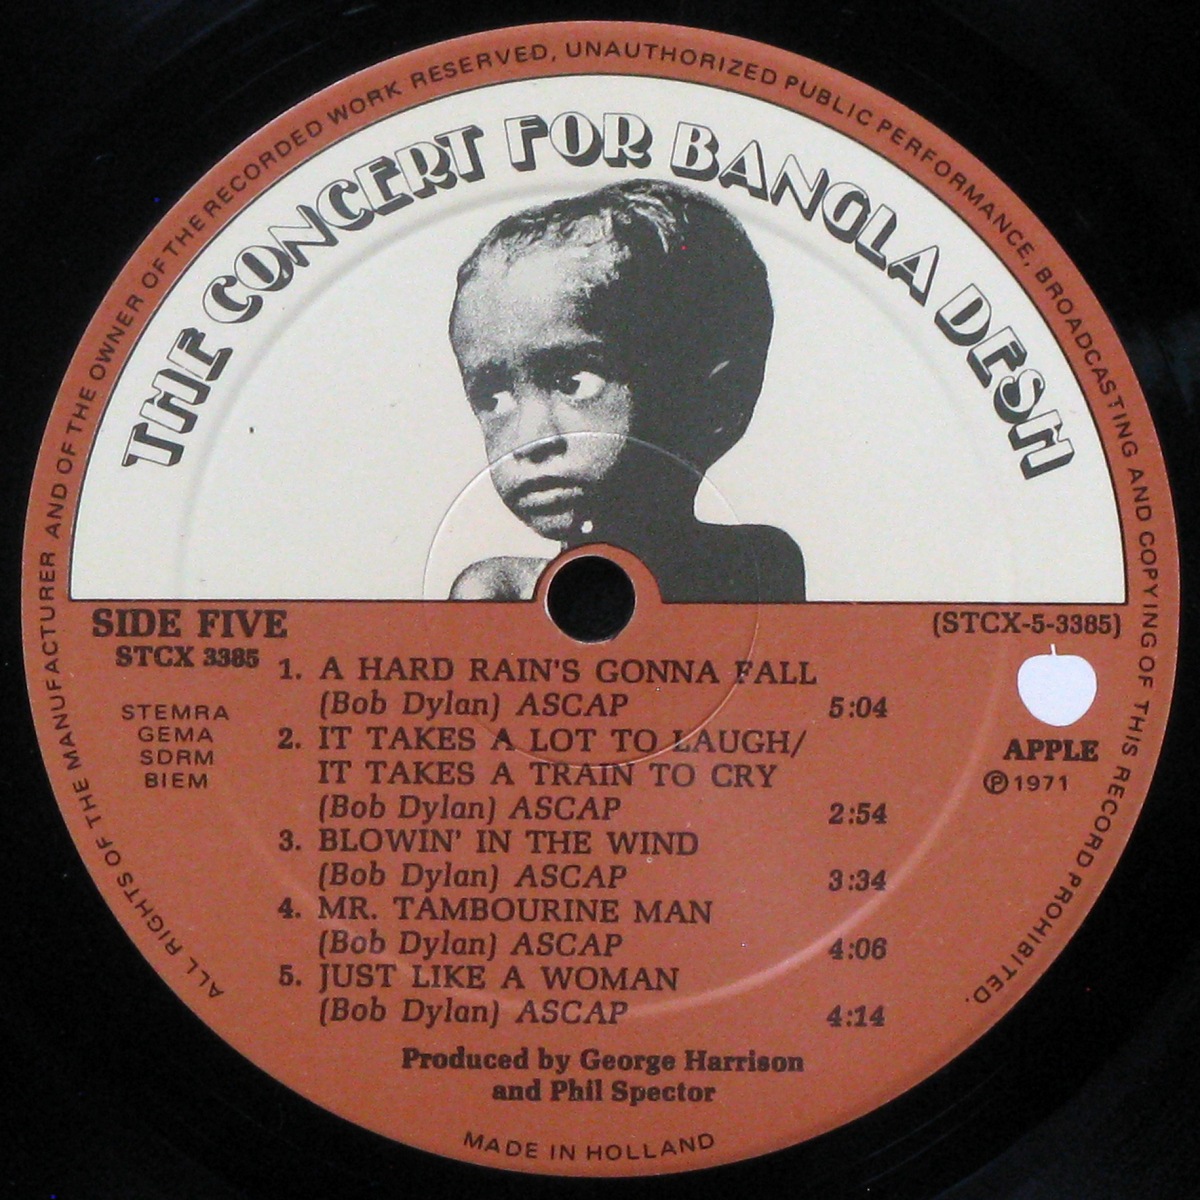 ALL RIGHTS OF THE MANUFACTURER AND OF THE OWNER OF THE RECORDED WORK RESERVED, UNAUTHORIZED PUBLIC PERFORMANCE, BROADCASTING AND COPYING OF THIS RECORD PROHIBITED.
THE CONCERT FOR BANGLA DESH
SIDE FIVE
STCX 3385
(STCX-5-3385)
STEMRA
GEMA
SDRM
BIEM
APPLE
℗ 1971
1. A HARD RAIN'S GONNA FALL
(Bob Dylan) ASCAP 5:04
2. IT TAKES A LOT TO LAUGH/
IT TAKES A TRAIN TO CRY
(Bob Dylan) ASCAP 2:54
3. BLOWIN' IN THE WIND
(Bob Dylan) ASCAP 3:34
4. MR. TAMBOURINE MAN
(Bob Dylan) ASCAP 4:06
5. JUST LIKE A WOMAN
(Bob Dylan) ASCAP 4:14
Produced by George Harrison
and Phil Spector
MADE IN HOLLAND